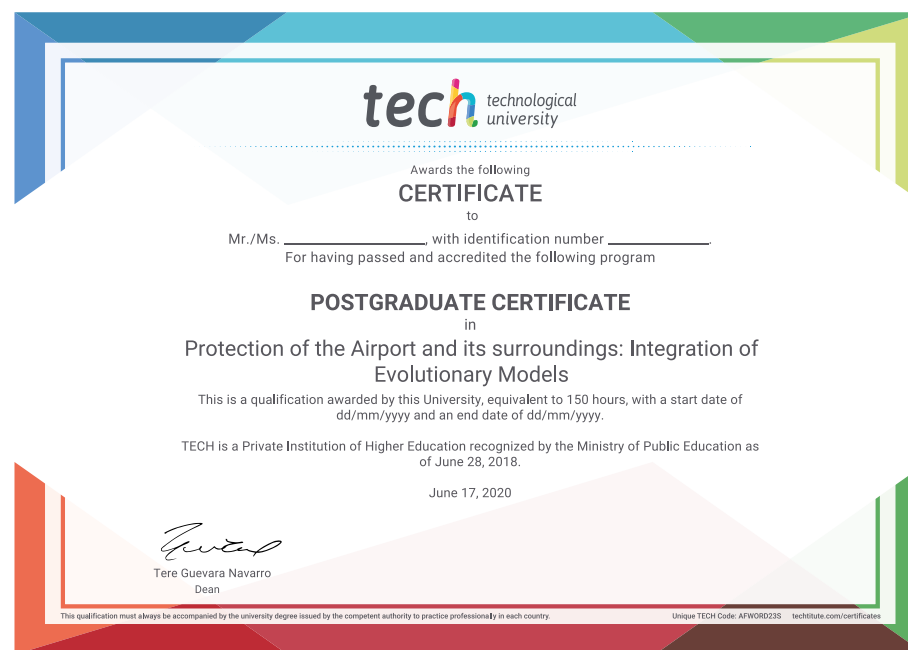 tech technological
university
Awards the following
CERTIFICATE
to
Mr./Ms. ____________________, with identification number ______________.
For having passed and accredited the following program
POSTGRADUATE CERTIFICATE
in
Protection of the Airport and its surroundings: Integration of
Evolutionary Models
This is a qualification awarded by this University, equivalent to 150 hours, with a start date of
dd/mm/yyyy and an end date of dd/mm/yyyy.
TECH is a Private Institution of Higher Education recognized by the Ministry of Public Education as
of June 28, 2018.
June 17, 2020
Tere Guevara Navarro
Dean
This qualification must always be accompanied by the university degree issued by the competent authority to practice professionally in each country. Unique TECH Code: AFWORD23S techtitute.com/certificates